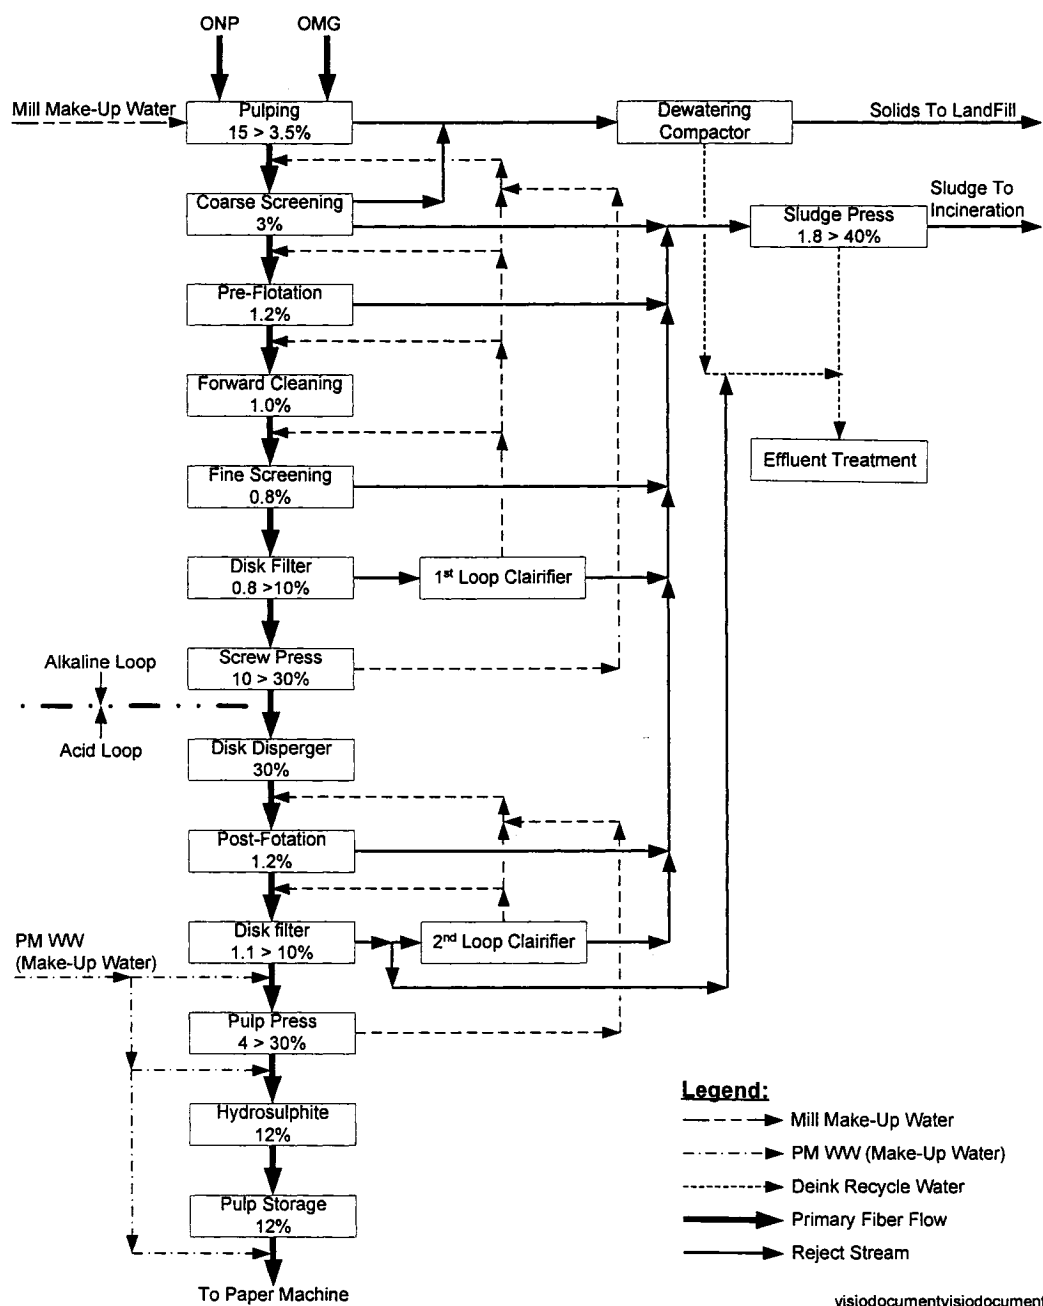 ONP
OMG
Mill Make-Up Water
Pulping
15 > 3.5%
Dewatering
Compactor
Solids To LandFill
Coarse Screening
3%
Sludge Press
1.8 > 40%
Sludge To
Incineration
Pre-Flotation
1.2%
Forward Cleaning
1.0%
Fine Screening
0.8%
Effluent Treatment
Disk Filter
0.8 >10%
1st Loop Clairifier
Screw Press
10 > 30%
Alkaline Loop
Acid Loop
Disk Disperger
30%
Post-Fotation
1.2%
Disk filter
1.1 > 10%
2nd Loop Clairifier
PM WW
(Make-Up Water)
Pulp Press
4 > 30%
Hydrosulphite
12%
Pulp Storage
12%
To Paper Machine
Legend:
Mill Make-Up Water
PM WW (Make-Up Water)
Deink Recycle Water
Primary Fiber Flow
Reject Stream
visiodocumentvisiodocument